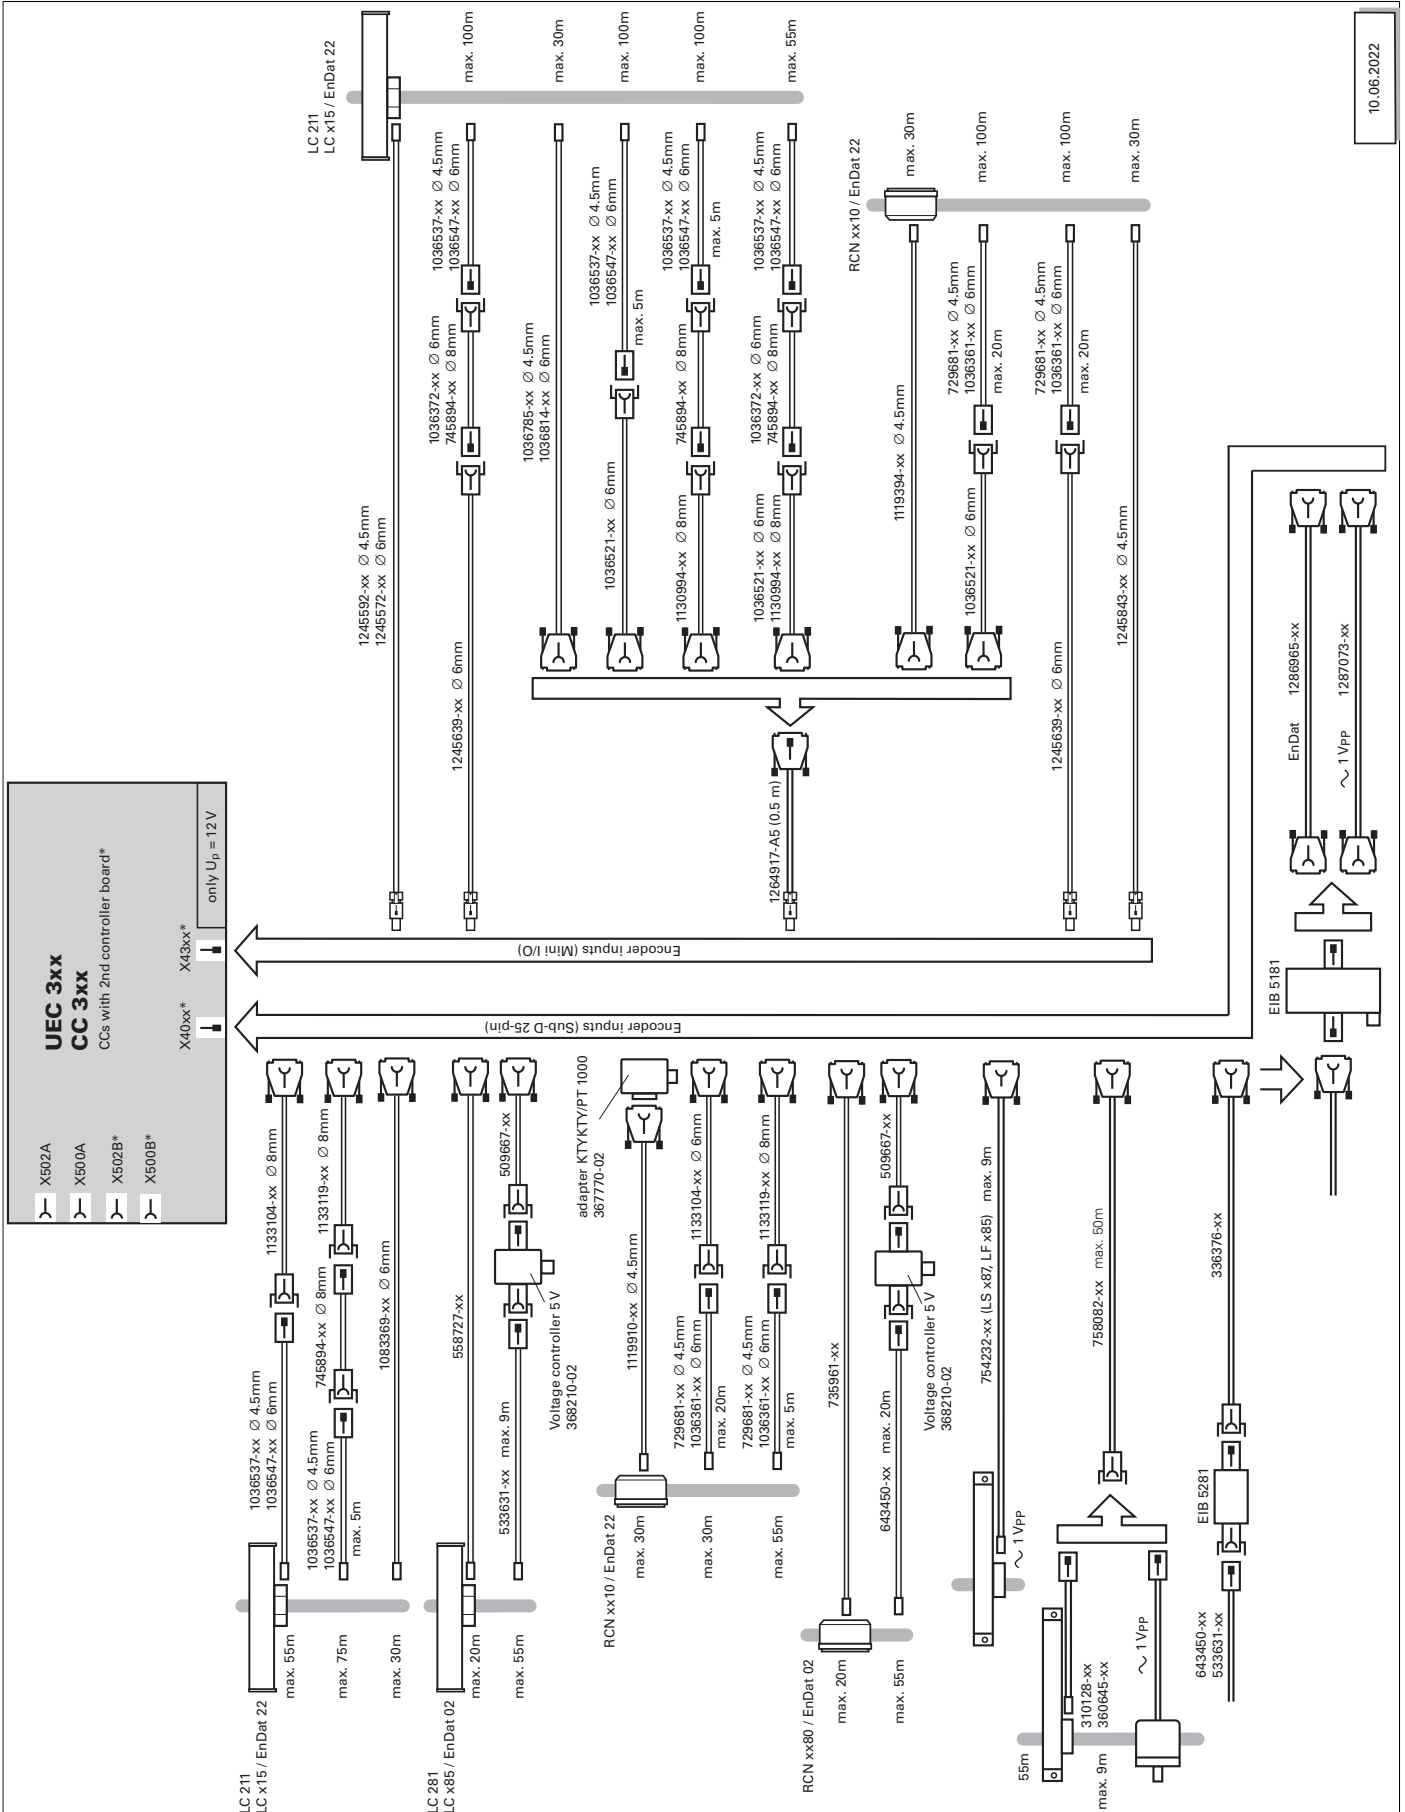 UEC 3xx
CC 3xx
CCs with 2nd controller board*
X502A
X500A
X502B*
X500B*
X40xx*
X43xx*
only Up = 12 V
Encoder inputs (Mini I/O)
Encoder inputs (Sub-D 25-pin)
LC 211
LC x15 / EnDat 22
1245592-xx ∅ 4.5mm
1245572-xx ∅ 6mm
max. 100m
1036537-xx ∅ 4.5mm
1036547-xx ∅ 6mm
1036372-xx ∅ 6mm
745894-xx ∅ 8mm
1245639-xx ∅ 6mm
max. 30m
1036785-xx ∅ 4.5mm
1036814-xx ∅ 6mm
max. 100m
1036537-xx ∅ 4.5mm
1036547-xx ∅ 6mm
max. 5m
1036521-xx ∅ 6mm
max. 100m
1036537-xx ∅ 4.5mm
1036547-xx ∅ 6mm
max. 5m
745894-xx ∅ 8mm
1130994-xx ∅ 8mm
max. 55m
1036537-xx ∅ 4.5mm
1036547-xx ∅ 6mm
1036372-xx ∅ 6mm
745894-xx ∅ 8mm
1036521-xx ∅ 6mm
1130994-xx ∅ 8mm
1264917-A5 (0.5 m)
RCN xx10 / EnDat 22
max. 30m
1119394-xx ∅ 4.5mm
max. 100m
729681-xx ∅ 4.5mm
1036361-xx ∅ 6mm
max. 20m
1036521-xx ∅ 6mm
max. 100m
729681-xx ∅ 4.5mm
1036361-xx ∅ 6mm
max. 20m
1245639-xx ∅ 6mm
max. 30m
1245843-xx ∅ 4.5mm
10.06.2022
LC 211
LC x15 / EnDat 22
max. 55m
1036537-xx ∅ 4.5mm
1036547-xx ∅ 6mm
1133104-xx ∅ 8mm
max. 75m
1036537-xx ∅ 4.5mm
1036547-xx ∅ 6mm
max. 5m
745894-xx ∅ 8mm
1133119-xx ∅ 8mm
max. 30m
1083369-xx ∅ 6mm
LC 281
LC x85 / EnDat 02
max. 20m
558727-xx
max. 55m
533631-xx max. 9m
509667-xx
Voltage controller 5 V
368210-02
RCN xx10 / EnDat 22
max. 30m
1119910-xx ∅ 4.5mm
adapter KTYKTY/PT 1000
367770-02
max. 30m
729681-xx ∅ 4.5mm
1036361-xx ∅ 6mm
max. 20m
1133104-xx ∅ 6mm
max. 55m
729681-xx ∅ 4.5mm
1036361-xx ∅ 6mm
max. 5m
1133119-xx ∅ 8mm
RCN xx80 / EnDat 02
max. 20m
735961-xx
max. 55m
643450-xx max. 20m
509667-xx
Voltage controller 5 V
368210-02
754232-xx (LS x87, LF x85) max. 9m
~ 1 VPP
758082-xx max. 50m
55m
310128-xx
360645-xx
max. 9m
~ 1 VPP
643450-xx
533631-xx
EIB 5281
336376-xx
EIB 5181
EnDat 1286965-xx
~ 1 VPP 1287073-xx